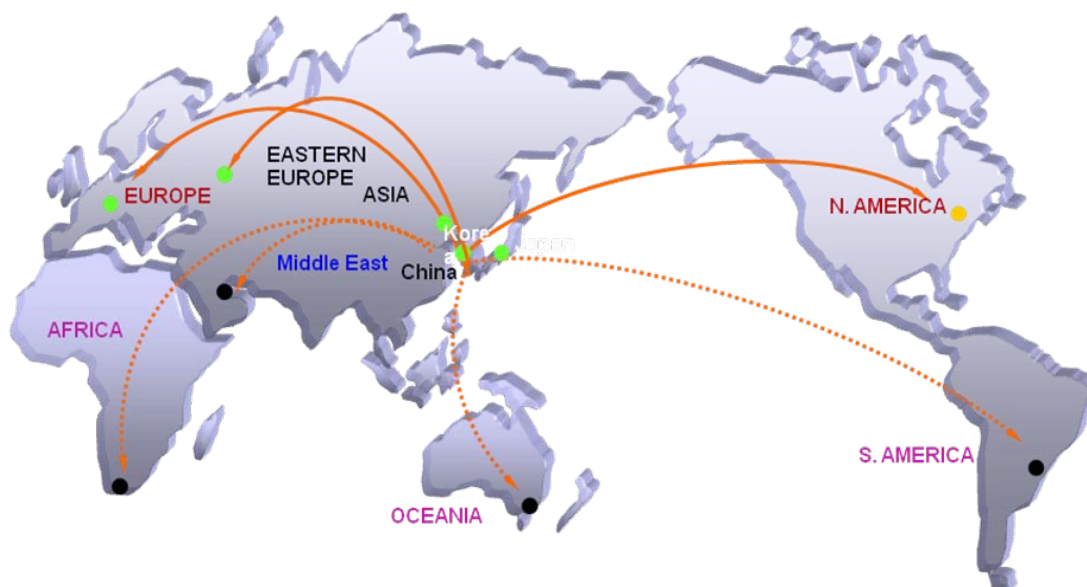 EASTERN
EUROPE
EUROPE
ASIA
N. AMERICA
Kore
a
Middle East
China
AFRICA
S. AMERICA
OCEANIA